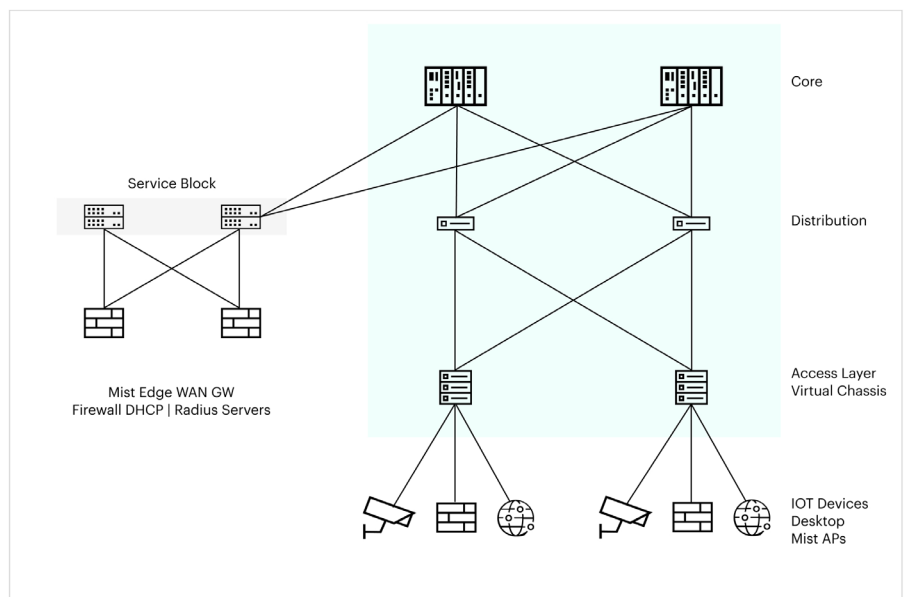 Core
Service Block
Distribution
Access Layer
Virtual Chassis
Mist Edge WAN GW
Firewall DHCP | Radius Servers
IOT Devices
Desktop
Mist APs